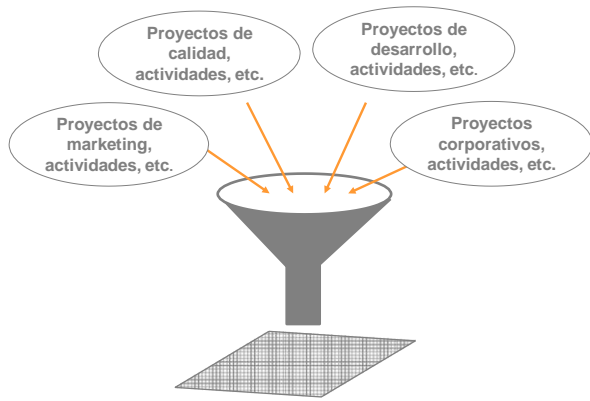 Proyectos de
calidad,
actividades, etc.
Proyectos de
desarrollo,
actividades, etc.
Proyectos de
marketing,
actividades, etc.
Proyectos
corporativos,
actividades, etc.